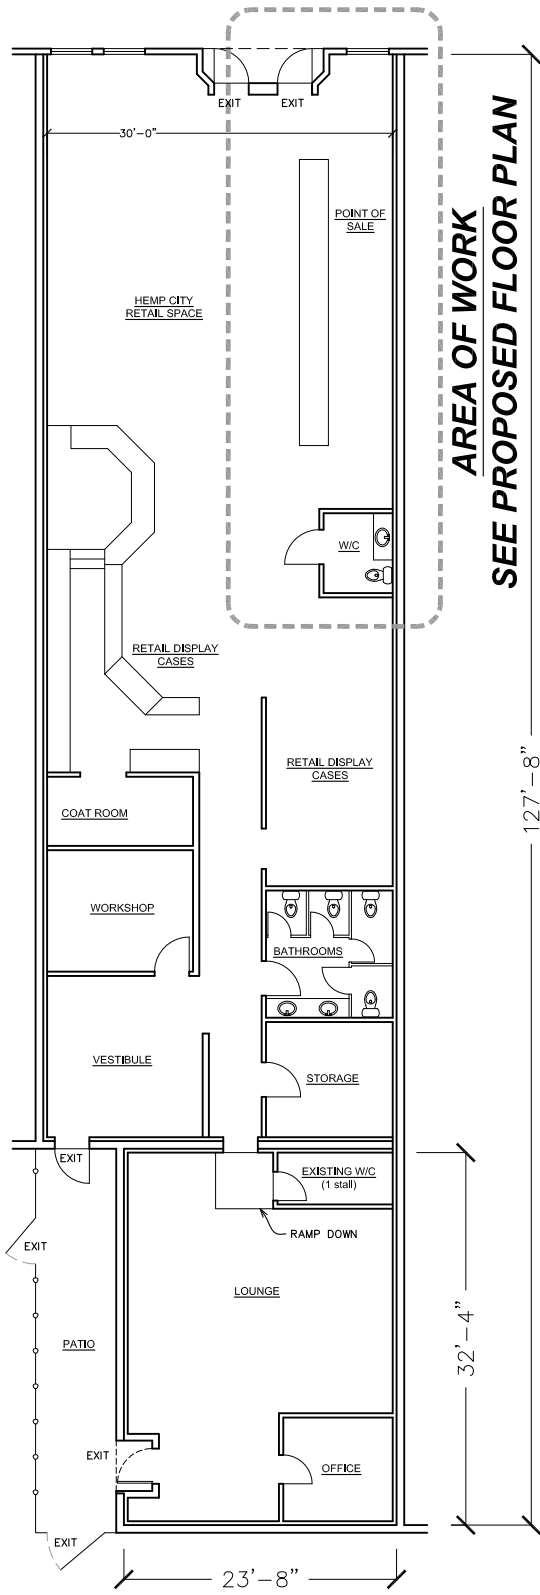 EXIT
EXIT
30'-0"
POINT OF
SALE
HEMP CITY
RETAIL SPACE
AREA OF WORK
SEE PROPOSED FLOOR PLAN
W/C
RETAIL DISPLAY
CASES
RETAIL DISPLAY
CASES
127'-8"
COAT ROOM
WORKSHOP
BATHROOMS
VESTIBULE
STORAGE
EXIT
EXISTING W/C
(1 stall)
RAMP DOWN
EXIT
LOUNGE
PATIO
32'-4"
EXIT
OFFICE
EXIT
23'-8"